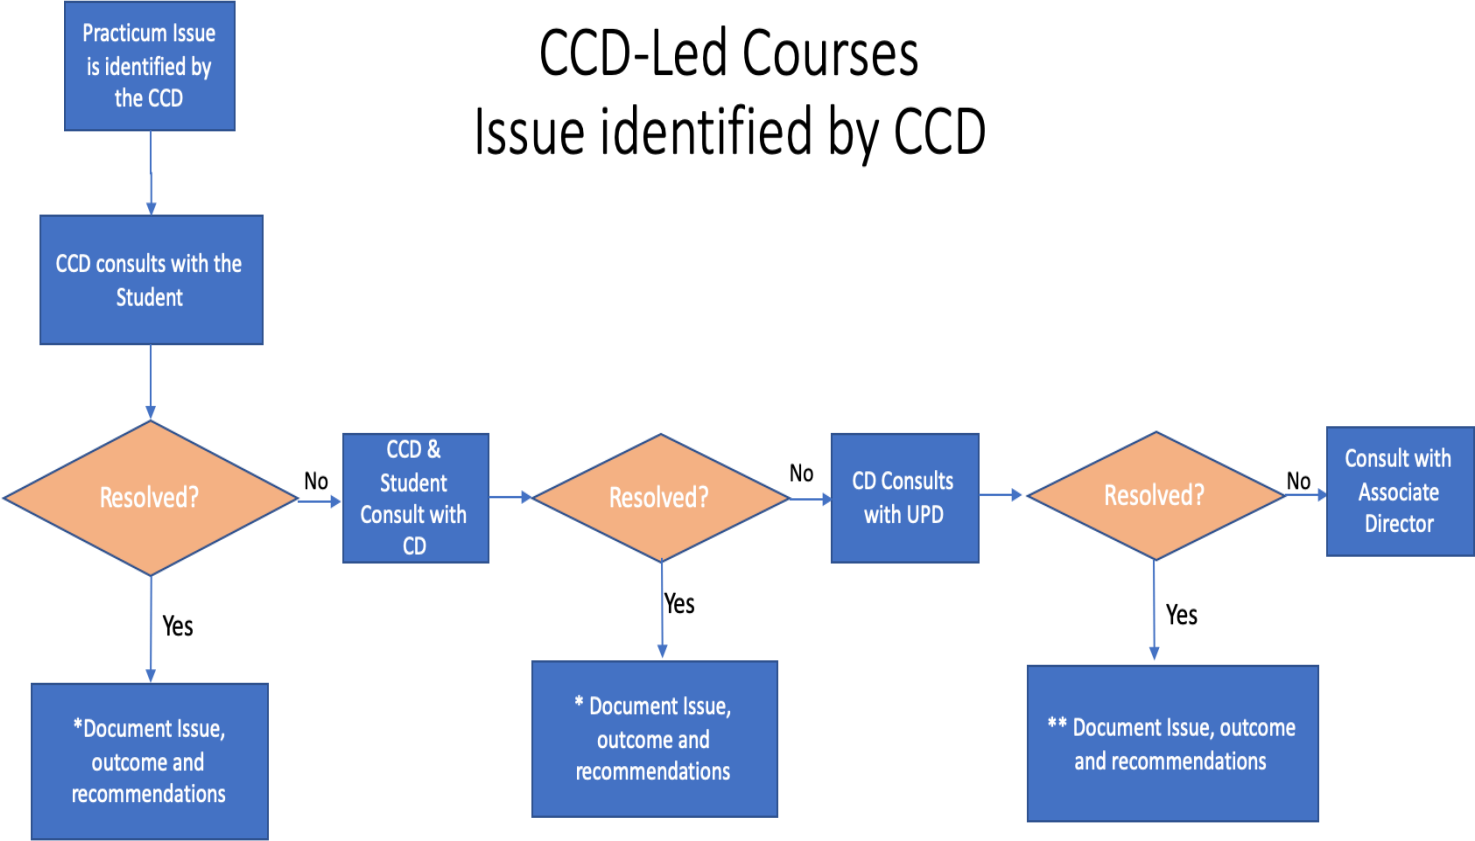 CCD-Led Courses
Issue identified by CCD
Practicum Issue
is identified by
the CCD
CCD consults with the
Student
Resolved?
No
CCD &
Student
Consult with
CD
Resolved?
No
CD Consults
with UPD
Resolved?
No
Consult with
Associate
Director
Yes
*Document Issue,
outcome and
recommendations
Yes
* Document Issue,
outcome and
recommendations
Yes
** Document Issue, outcome
and recommendations